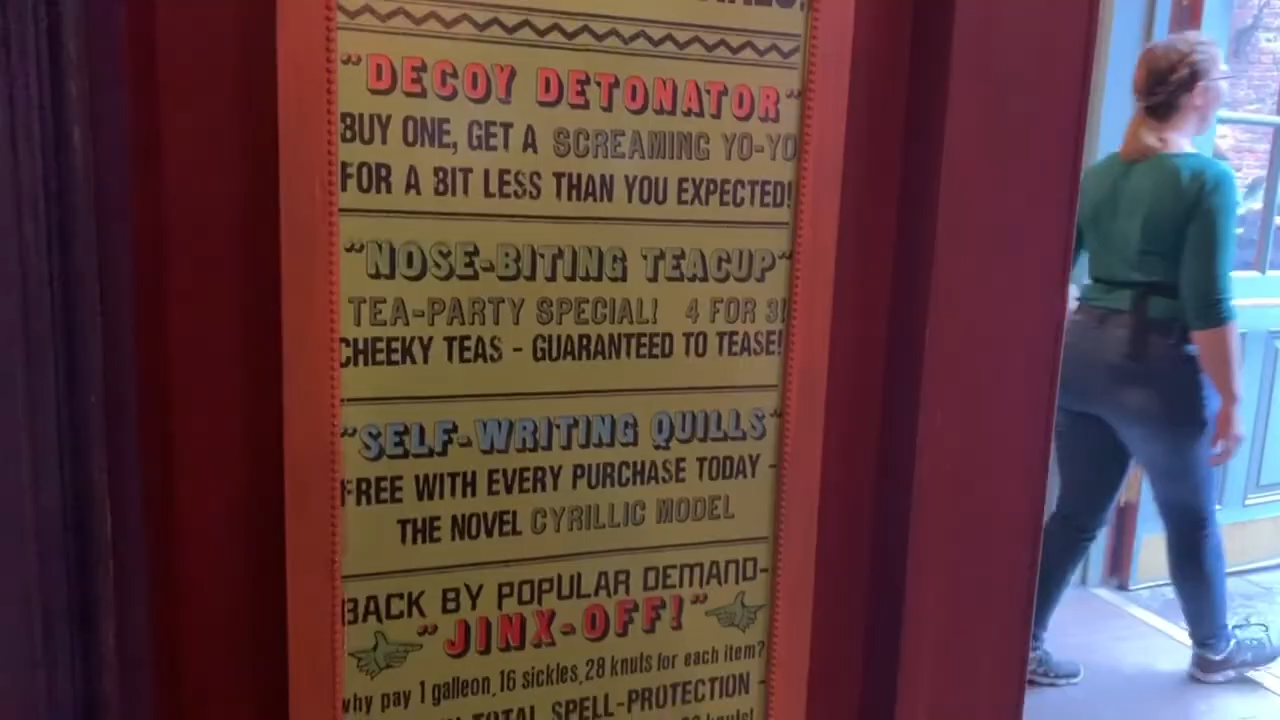 "DECOY DETONATOR"
BUY ONE, GET A SCREAMING YO-YO
FOR A BIT LESS THAN YOU EXPECTED!
"NOSE-BITING TEACUP"
TEA-PARTY SPECIAL! 4 FOR 3!
CHEEKY TEAS - GUARANTEED TO TEASE!
"SELF-WRITING QUILLS"
FREE WITH EVERY PURCHASE TODAY -
THE NOVEL CYRILLIC MODEL
BACK BY POPULAR DEMAND-
"JINX-OFF!"
why pay 1 galleon, 16 sickles, 28 knuts for each item?
TOTAL SPELL-PROTECTION -
knuts!